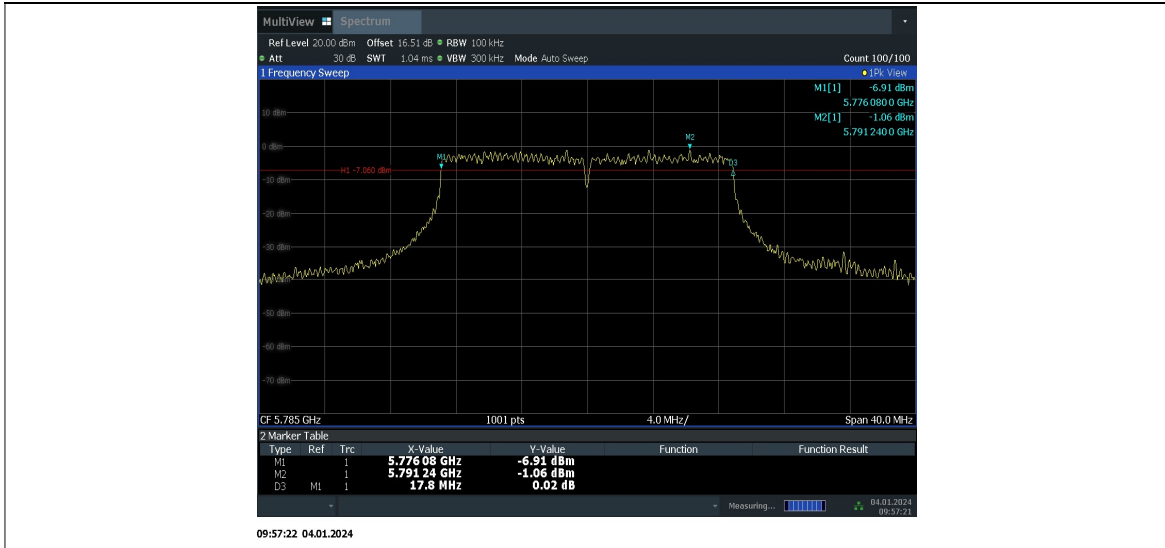 MultiView Spectrum
Ref Level 20.00 dBm Offset 16.51 dB RBW 100 kHz
Att 30 dB SWT 1.04 ms VBW 300 kHz Mode Auto Sweep Count 100/100
1 Frequency Sweep 1Pk View
M1[1] -6.91 dBm
5.776 080 0 GHz
10 dBm
M2[1] -1.06 dBm
5.791 240 0 GHz
M2
0 dBm
M1
D3
H1 -7.060 dBm
-10 dBm
-20 dBm
-30 dBm
-50 dBm
-60 dBm
-70 dBm
CF 5.785 GHz 1001 pts 4.0 MHz/ Span 40.0 MHz
2 Marker Table
Type Ref Trc X-Value Y-Value Function Function Result
M1 1 5.776 08 GHz -6.91 dBm
M2 1 5.791 24 GHz -1.06 dBm
D3 M1 1 17.8 MHz 0.02 dB
Measuring... 04.01.2024
09:57:21
09:57:22 04.01.2024